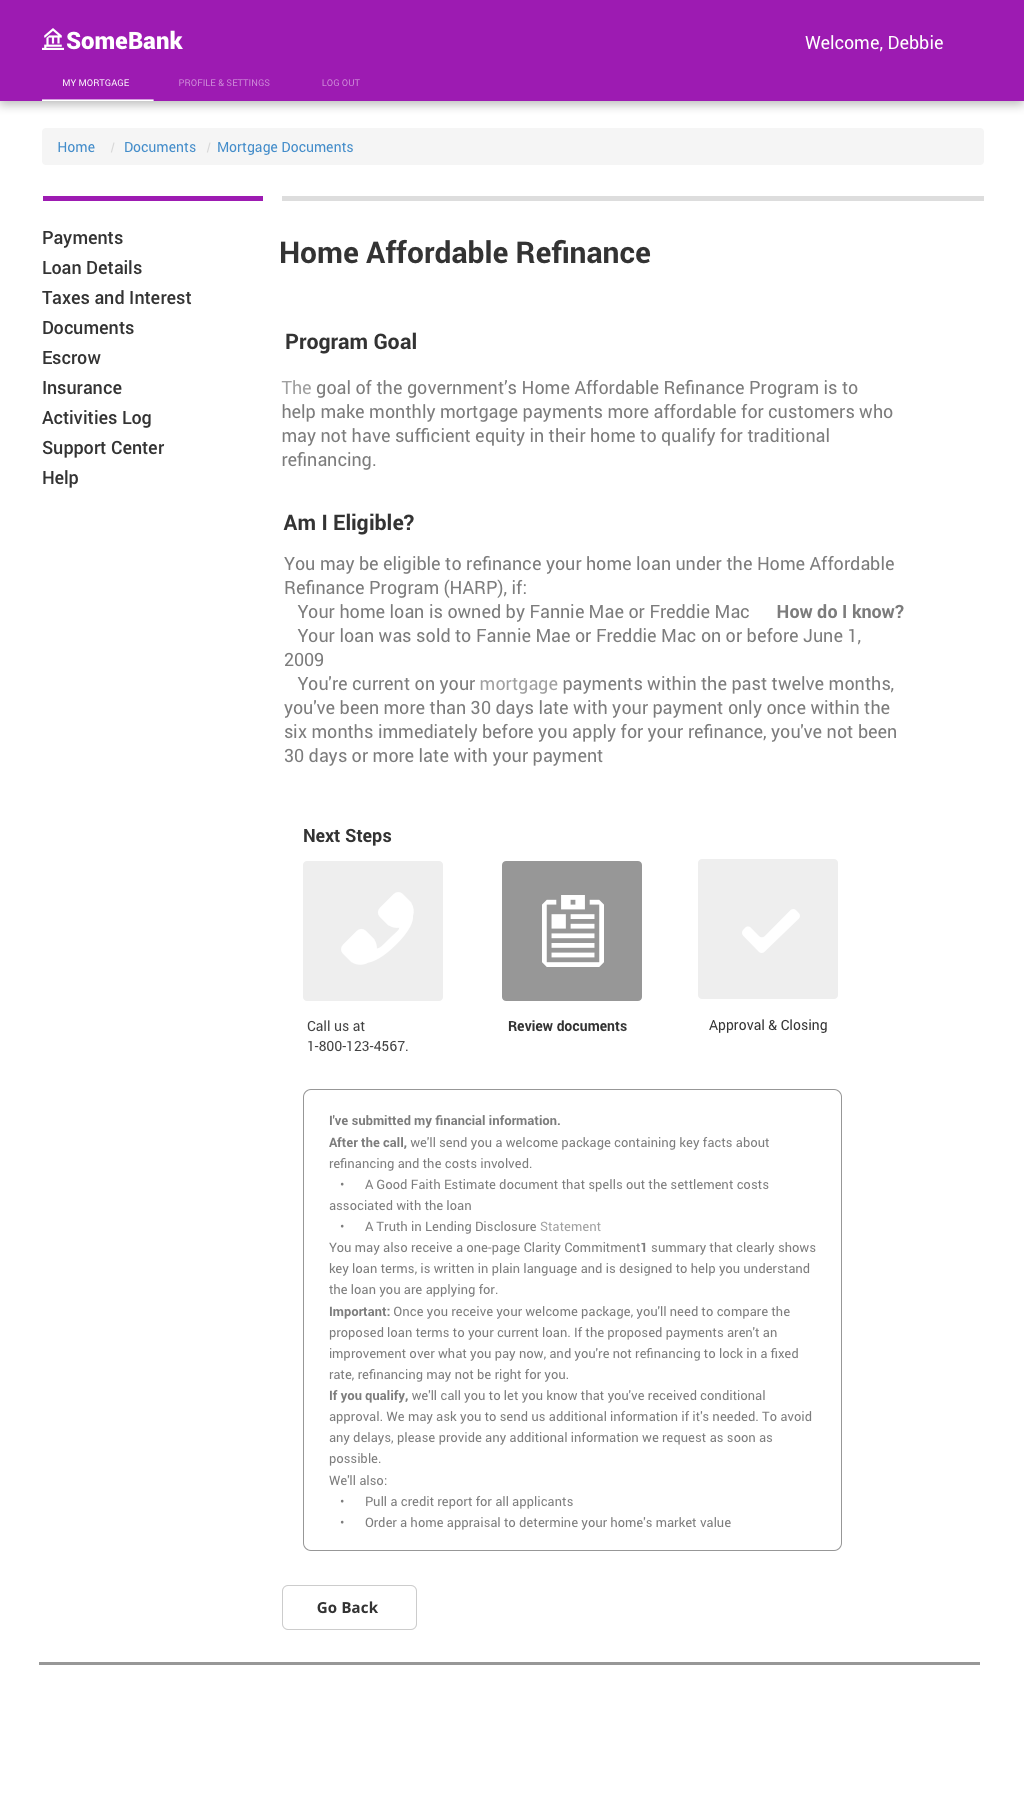 SomeBank
Welcome, Debbie
MY MORTGAGE
PROFILE & SETTINGS
LOG OUT
Home / Documents / Mortgage Documents
Payments
Loan Details
Taxes and Interest
Documents
Escrow
Insurance
Activities Log
Support Center
Help
Home Affordable Refinance
Program Goal
The goal of the government's Home Affordable Refinance Program is to
help make monthly mortgage payments more affordable for customers who
may not have sufficient equity in their home to qualify for traditional
refinancing.
Am I Eligible?
You may be eligible to refinance your home loan under the Home Affordable
Refinance Program (HARP), if:
Your home loan is owned by Fannie Mae or Freddie Mac How do I know?
Your loan was sold to Fannie Mae or Freddie Mac on or before June 1,
2009
You're current on your mortgage payments within the past twelve months,
you've been more than 30 days late with your payment only once within the
six months immediately before you apply for your refinance, you've not been
30 days or more late with your payment
Next Steps
Call us at
1-800-123-4567.
Review documents
Approval & Closing
I've submitted my financial information.
After the call, we'll send you a welcome package containing key facts about
refinancing and the costs involved.
• A Good Faith Estimate document that spells out the settlement costs
associated with the loan
• A Truth in Lending Disclosure Statement
You may also receive a one-page Clarity Commitment1 summary that clearly shows
key loan terms, is written in plain language and is designed to help you understand
the loan you are applying for.
Important: Once you receive your welcome package, you'll need to compare the
proposed loan terms to your current loan. If the proposed payments aren't an
improvement over what you pay now, and you're not refinancing to lock in a fixed
rate, refinancing may not be right for you.
If you qualify, we'll call you to let you know that you've received conditional
approval. We may ask you to send us additional information if it's needed. To avoid
any delays, please provide any additional information we request as soon as
possible.
We'll also:
• Pull a credit report for all applicants
• Order a home appraisal to determine your home's market value
Go Back